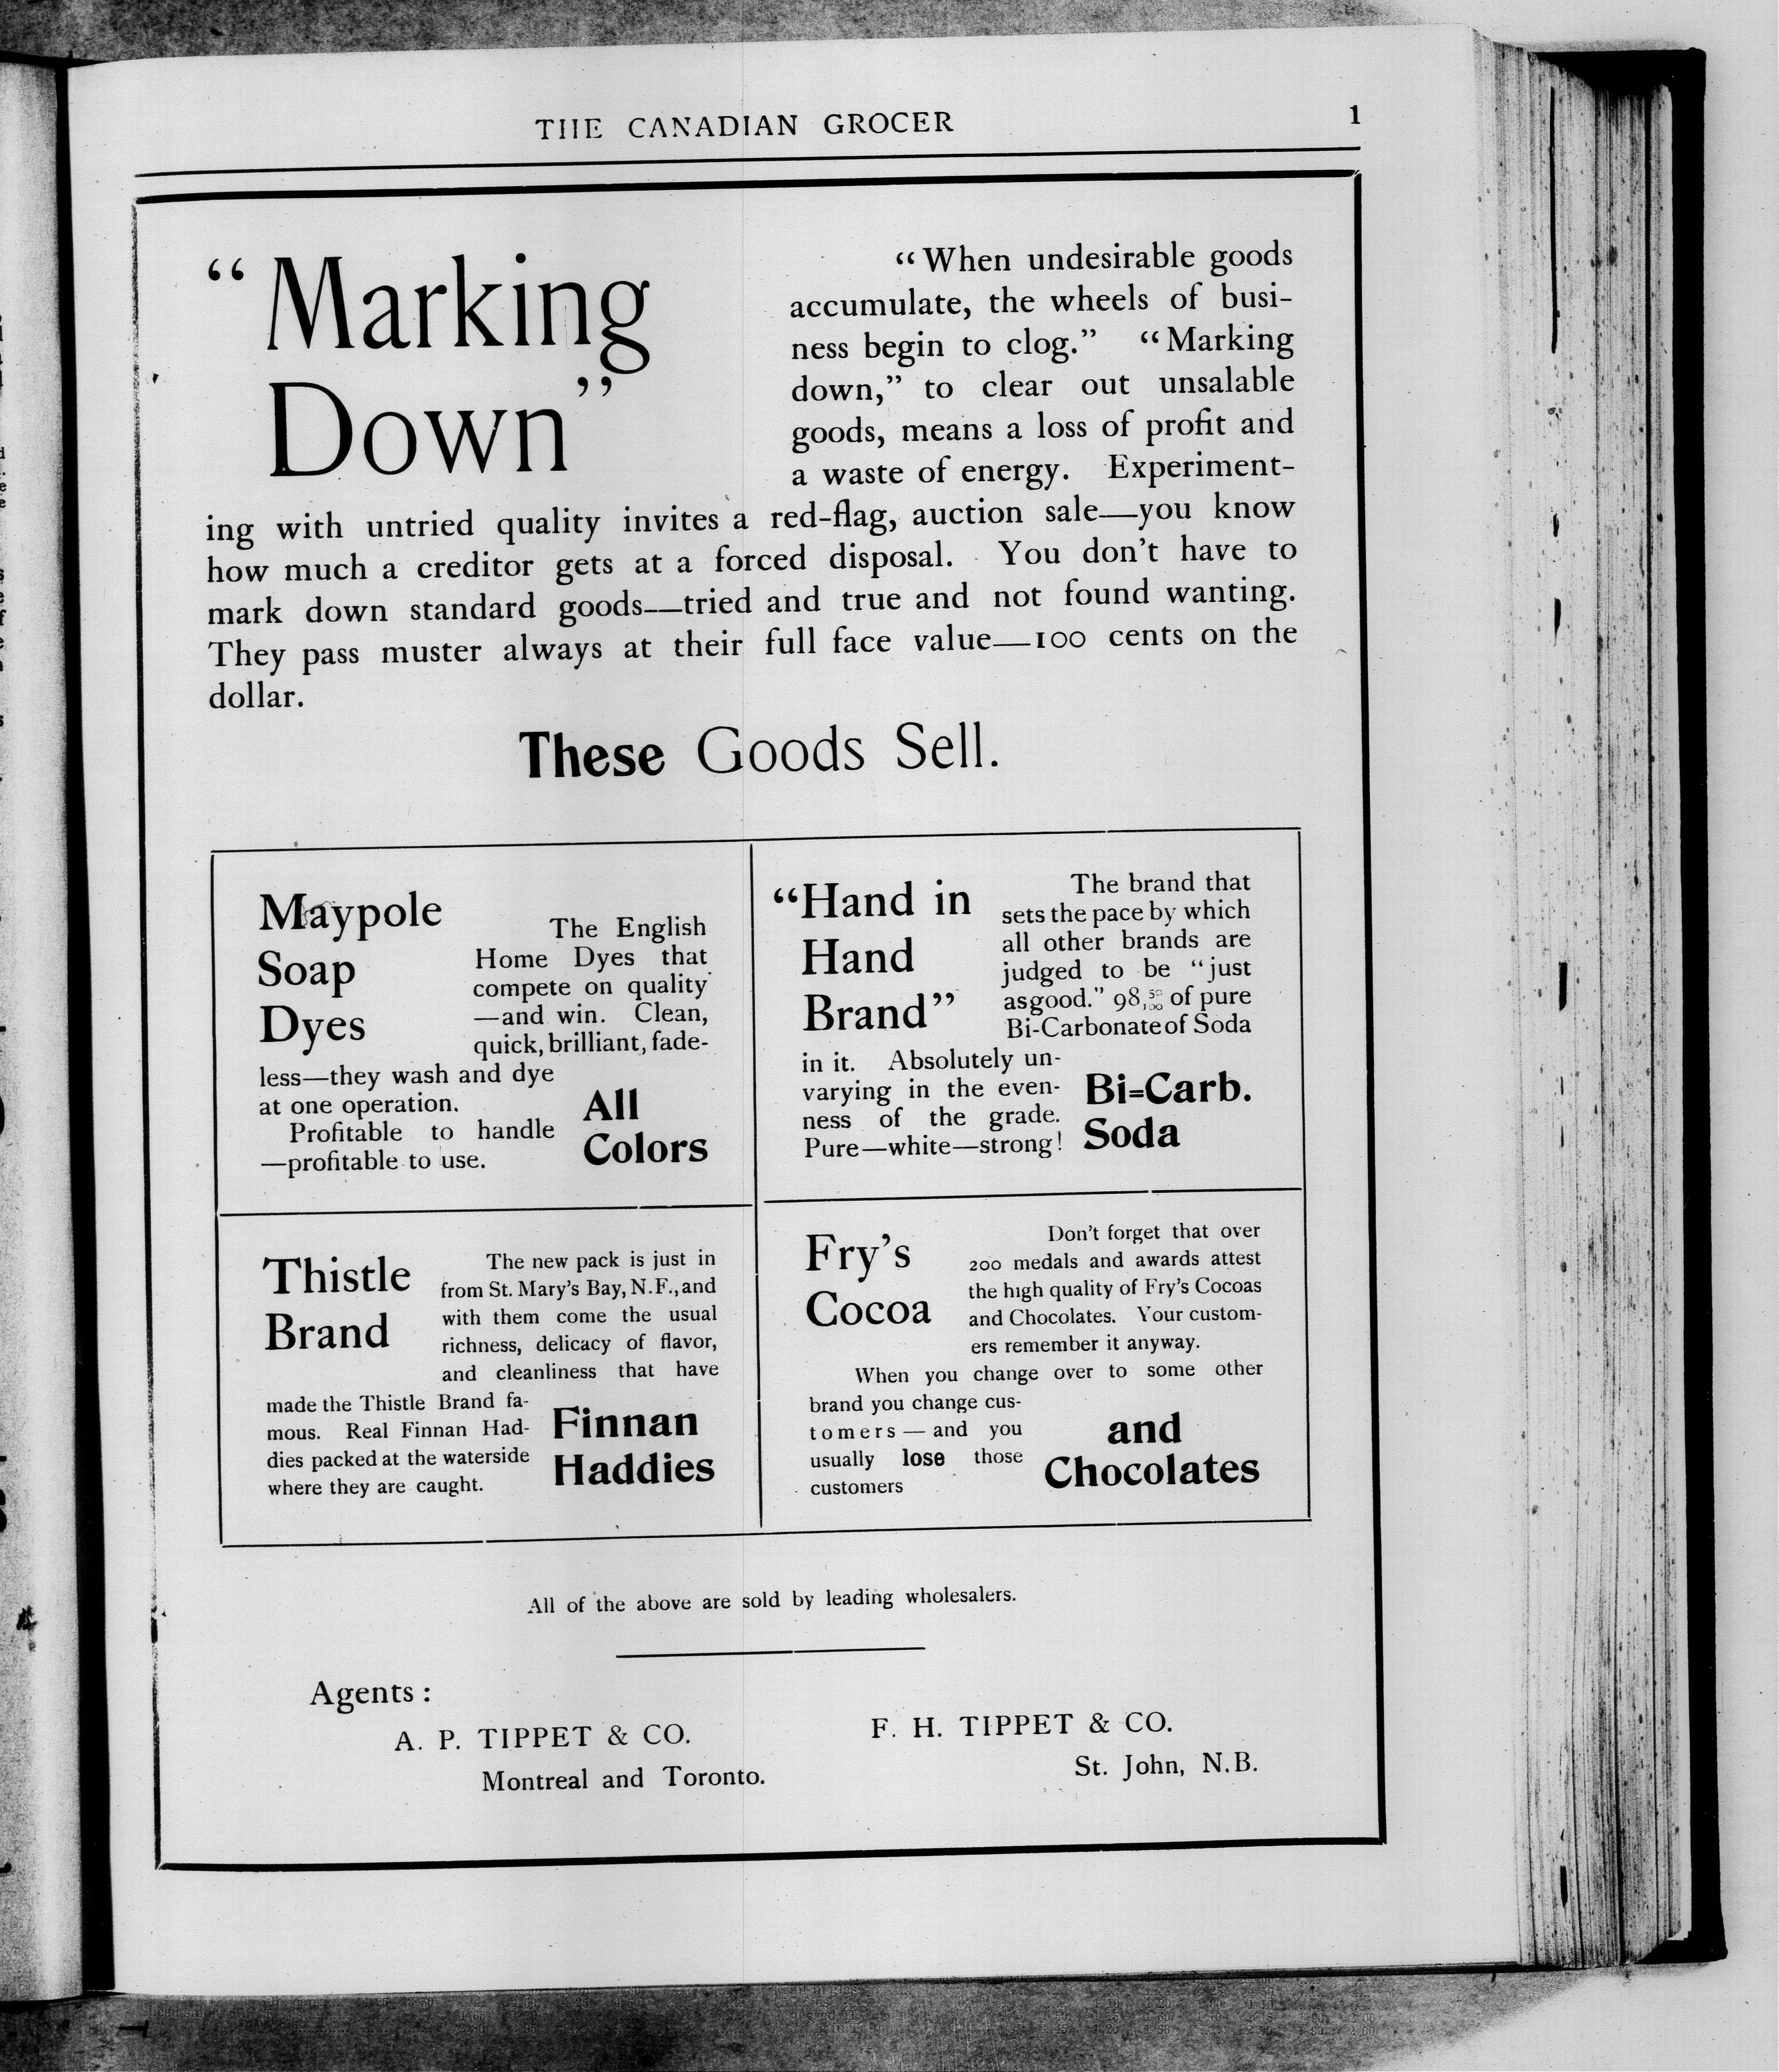 THE CANADIAN GROCER
1
“Marking
Down”
“When undesirable goods
accumulate, the wheels of busi-
ness begin to clog.” “Marking
down,” to clear out unsalable
goods, means a loss of profit and
a waste of energy. Experiment-
ing with untried quality invites a red-flag, auction sale—you know
how much a creditor gets at a forced disposal. You don't have to
mark down standard goods—tried and true and not found wanting.
They pass muster always at their full face value—100 cents on the
dollar.
These Goods Sell.
Maypole
Soap
Dyes
The English
Home Dyes that
compete on quality
—and win. Clean,
quick, brilliant, fade-
less—they wash and dye
at one operation.
Profitable to handle
—profitable to use.
All
Colors
“Hand in
Hand
Brand”
The brand that
sets the pace by which
all other brands are
judged to be “just
as good.” 98 50/100 of pure
Bi-Carbonate of Soda
in it. Absolutely un-
varying in the even-
ness of the grade.
Pure—white—strong!
Bi-Carb.
Soda
Thistle
Brand
The new pack is just in
from St. Mary's Bay, N.F., and
with them come the usual
richness, delicacy of flavor,
and cleanliness that have
made the Thistle Brand fa-
mous. Real Finnan Had-
dies packed at the waterside
where they are caught.
Finnan
Haddies
Fry's
Cocoa
Don't forget that over
200 medals and awards attest
the high quality of Fry's Cocoas
and Chocolates. Your custom-
ers remember it anyway.
When you change over to some other
brand you change cus-
tomers—and you
usually lose those
customers
and
Chocolates
All of the above are sold by leading wholesalers.
Agents:
A. P. TIPPET & CO.
Montreal and Toronto.
F. H. TIPPET & CO.
St. John, N.B.